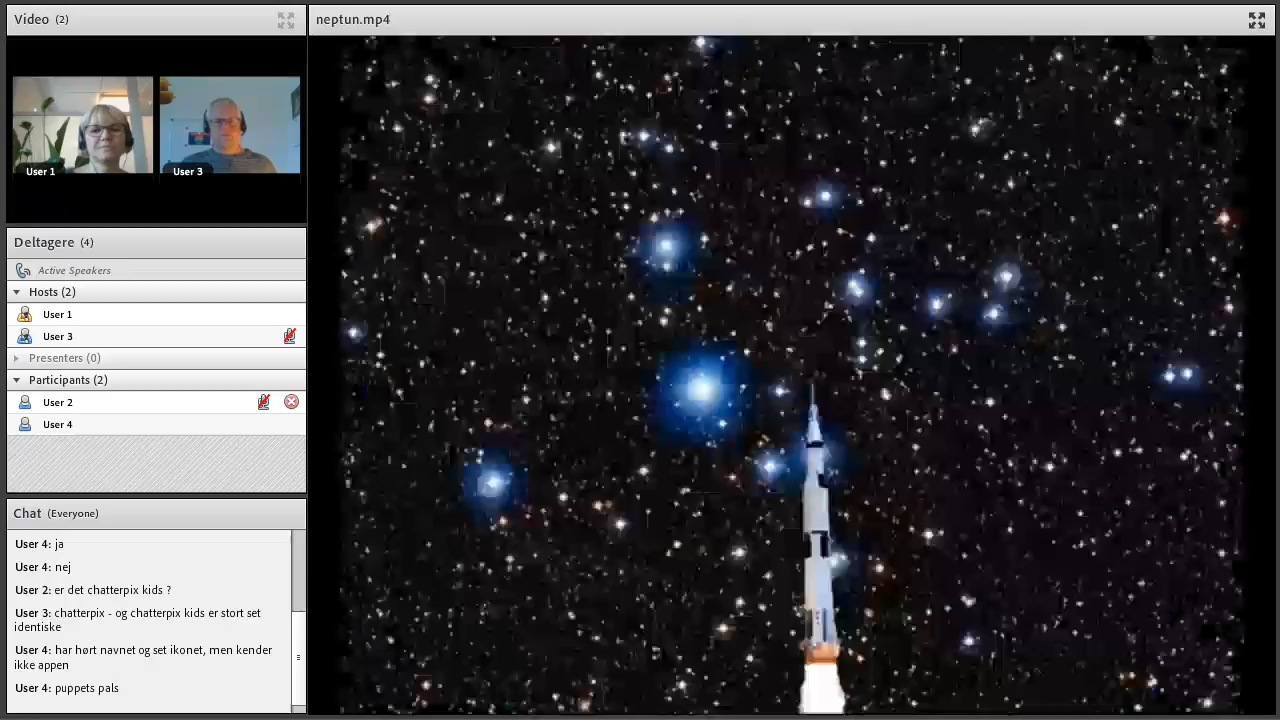 Video (2)
neptun.mp4
User 1
User 3
Deltagere (4)
Active Speakers
Hosts (2)
User 1
User 3
Presenters (0)
Participants (2)
User 2
User 4
Chat (Everyone)
User 4: ja
User 4: nej
User 2: er det chatterpix kids ?
User 3: chatterpix - og chatterpix kids er stort set
identiske
User 4: har hørt navnet og set ikonet, men kender
ikke appen
User 4: puppets pals